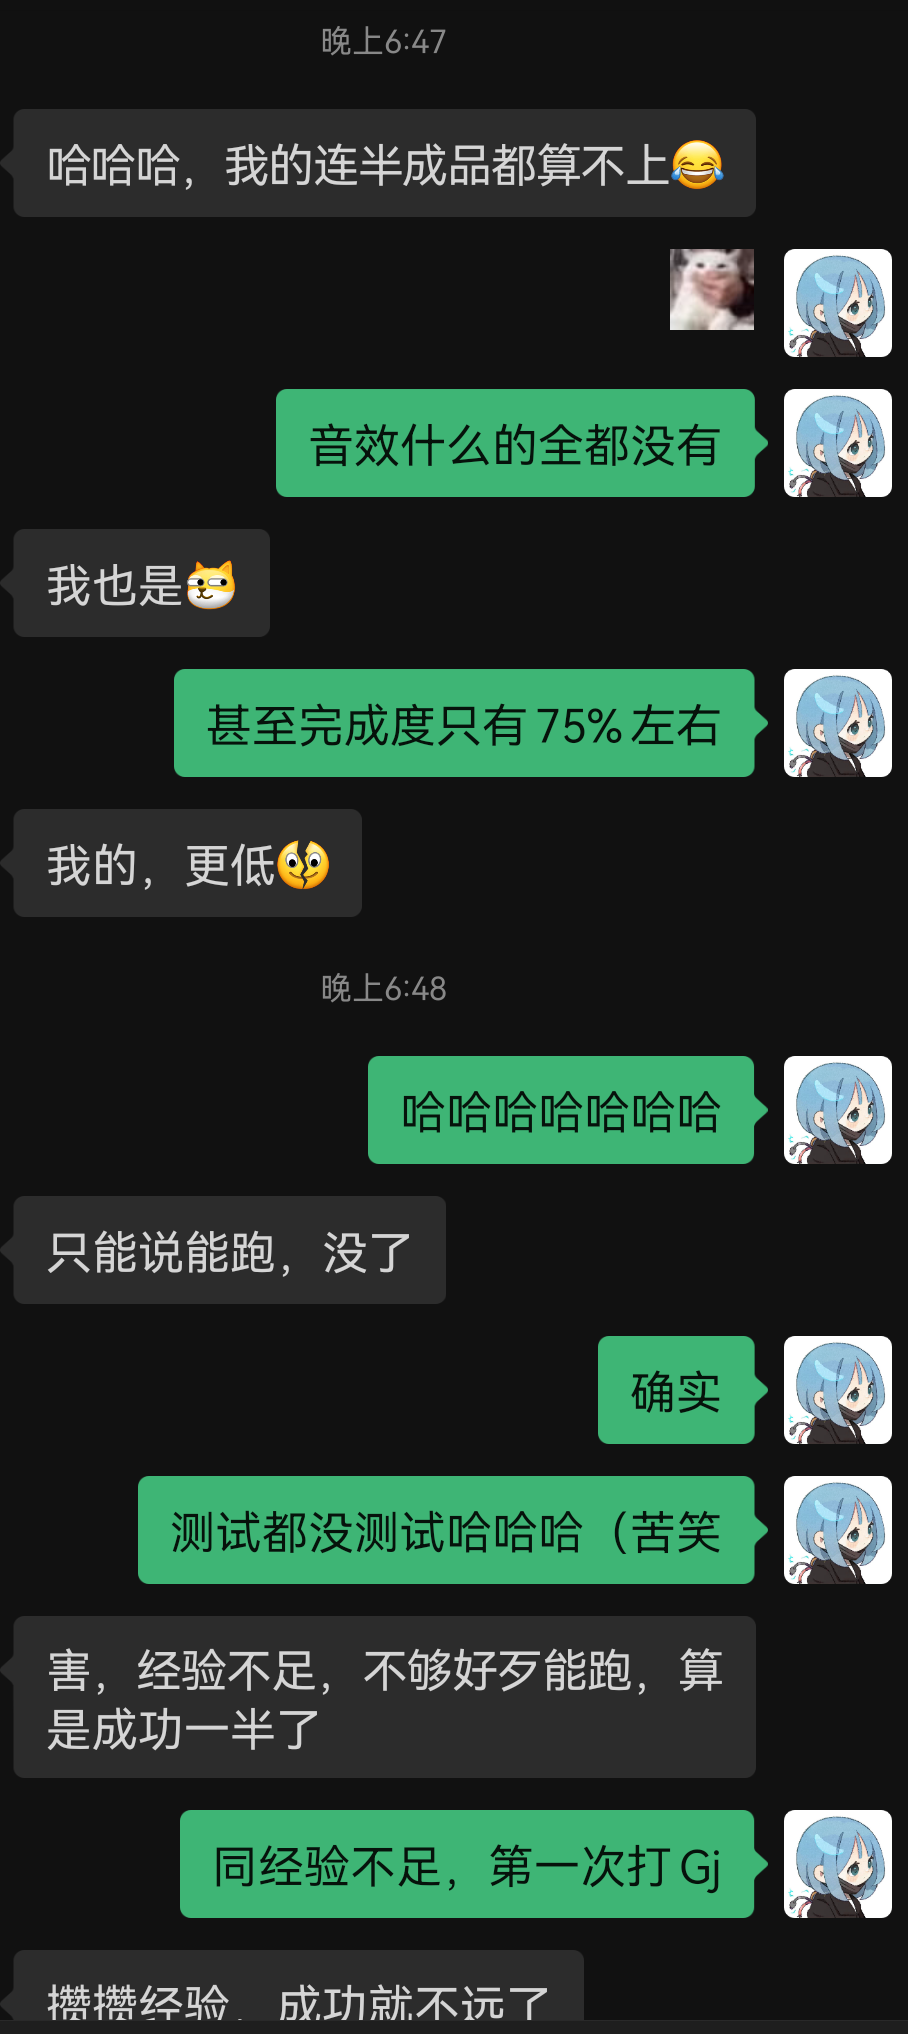 晚上6:47
哈哈哈，我的连半成品都算不上😂
音效什么的全都没有
我也是
甚至完成度只有 75% 左右
我的，更低
晚上6:48
哈哈哈哈哈哈哈
只能说能跑，没了
确实
测试都没测试哈哈哈（苦笑
害，经验不足，不够好歹能跑，算
是成功一半了
同经验不足，第一次打 Gj
攒攒经验，成功就不远了